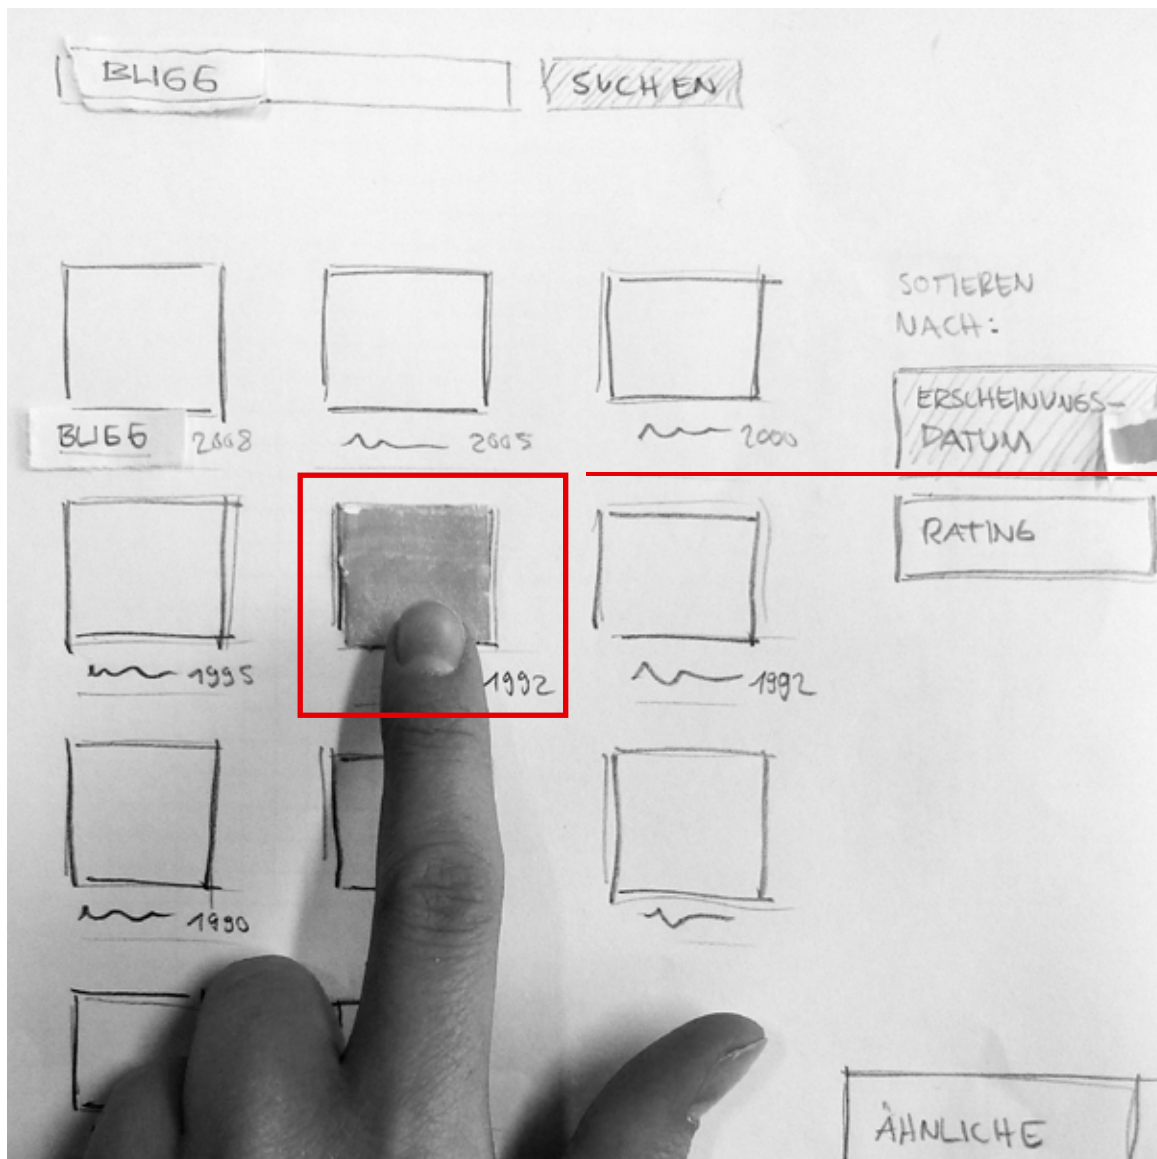 BLIGG
SUCHEN
SOTIEREN
NACH:
ERSCHEINUNGS-
DATUM
BLIGG 2008
2005
2000
RATING
1995
1992
1992
1990
ÄHNLICHE